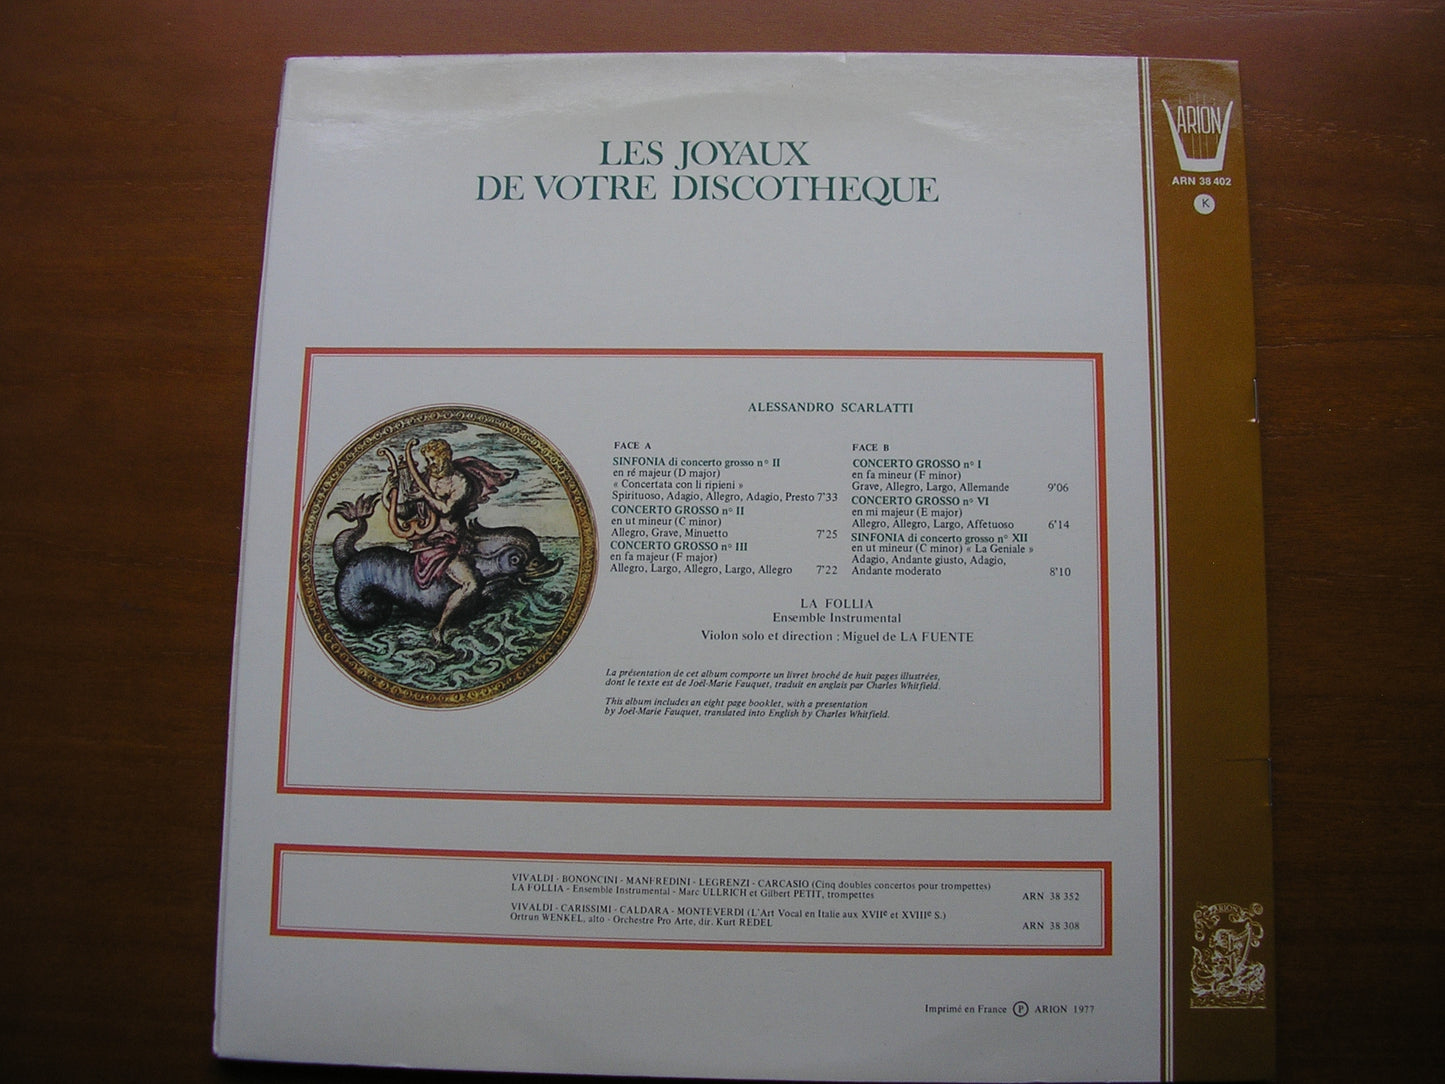 LES JOYAUX
DE VOTRE DISCOTHEQUE
ARION
ARN 38 402
K
ALESSANDRO SCARLATTI
FACE A
SINFONIA di concerto grosso n° II
en ré majeur (D major)
« Concertata con li ripieni »
Spirituoso, Adagio, Allegro, Adagio, Presto 7'33
CONCERTO GROSSO n° II
en ut mineur (C minor)
Allegro, Grave, Minuetto 7'25
CONCERTO GROSSO n° III
en fa majeur (F major)
Allegro, Largo, Allegro, Largo, Allegro 7'22
FACE B
CONCERTO GROSSO n° I
en fa mineur (F minor)
Grave, Allegro, Largo, Allemande 9'06
CONCERTO GROSSO n° VI
en mi majeur (E major)
Allegro, Allegro, Largo, Affetuoso 6'14
SINFONIA di concerto grosso n° XII
en ut mineur (C minor) « La Geniale »
Adagio, Andante giusto, Adagio,
Andante moderato 8'10
LA FOLLIA
Ensemble Instrumental
Violon solo et direction : Miguel de LA FUENTE
La présentation de cet album comporte un livret broché de huit pages illustrées,
dont le texte est de Joël-Marie Fauquet, traduit en anglais par Charles Whitfield.
This album includes an eight page booklet, with a presentation
by Joël-Marie Fauquet, translated into English by Charles Whitfield.
VIVALDI - BONONCINI - MANFREDINI - LEGRENZI - CARCASIO (Cinq doubles concertos pour trompettes)
LA FOLLIA - Ensemble Instrumental - Marc ULLRICH et Gilbert PETIT, trompettes ARN 38 352
VIVALDI - CARISSIMI - CALDARA - MONTEVERDI (L'Art Vocal en Italie aux XVIIe et XVIIIe S.)
Ortrun WENKEL, alto - Orchestre Pro Arte, dir. Kurt REDEL ARN 38 308
ARION
Imprimé en France Ⓟ ARION 1977